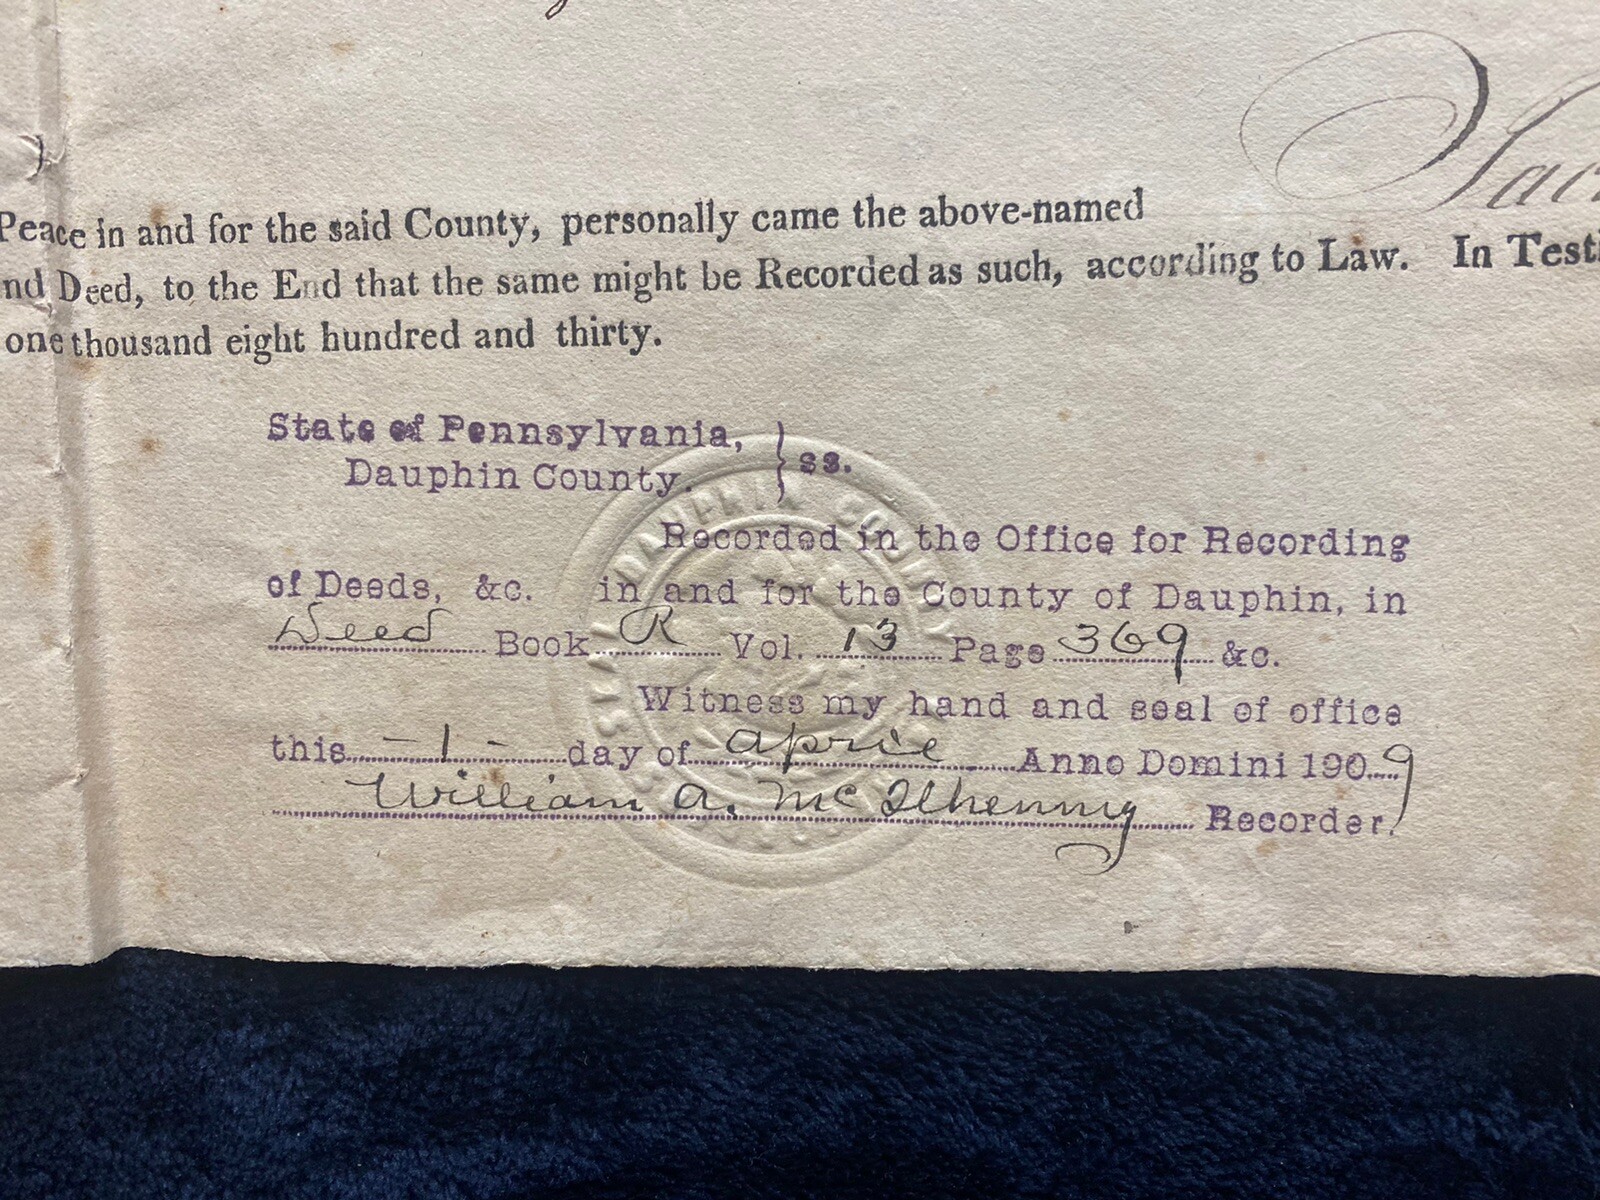 Peace in and for the said County, personally came the above-named
nd Deed, to the End that the same might be Recorded as such, according to Law. In Testi
one thousand eight hundred and thirty.
State of Pennsylvania, } ss.
Dauphin County.
Recorded in the Office for Recording
of Deeds, &c. in and for the County of Dauphin, in
Deed Book R Vol. 13 Page 369 &c.
Witness my hand and seal of office
this - 1 - day of April Anno Domini 1909
William A. McIlhenny Recorder.
DAUPHIN COUN